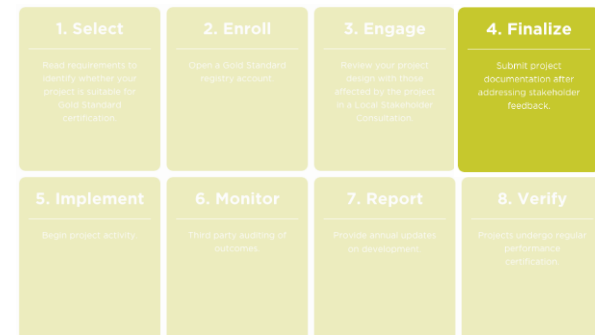 1. Select
Read requirements to
identify whether your
project is suitable for
Gold Standard
certification
2. Enroll
Open a Gold Standard
registry account
3. Engage
Review your project
design with those
affected by the project
in a Local Stakeholder
Consultation
4. Finalize
Submit project
documentation after
addressing stakeholder
feedback.
5. Implement
Begin project activity
6. Monitor
Third party auditing of
outcomes
7. Report
Provide annual updates
on development
8. Verify
Projects undergo regular
performance
certification